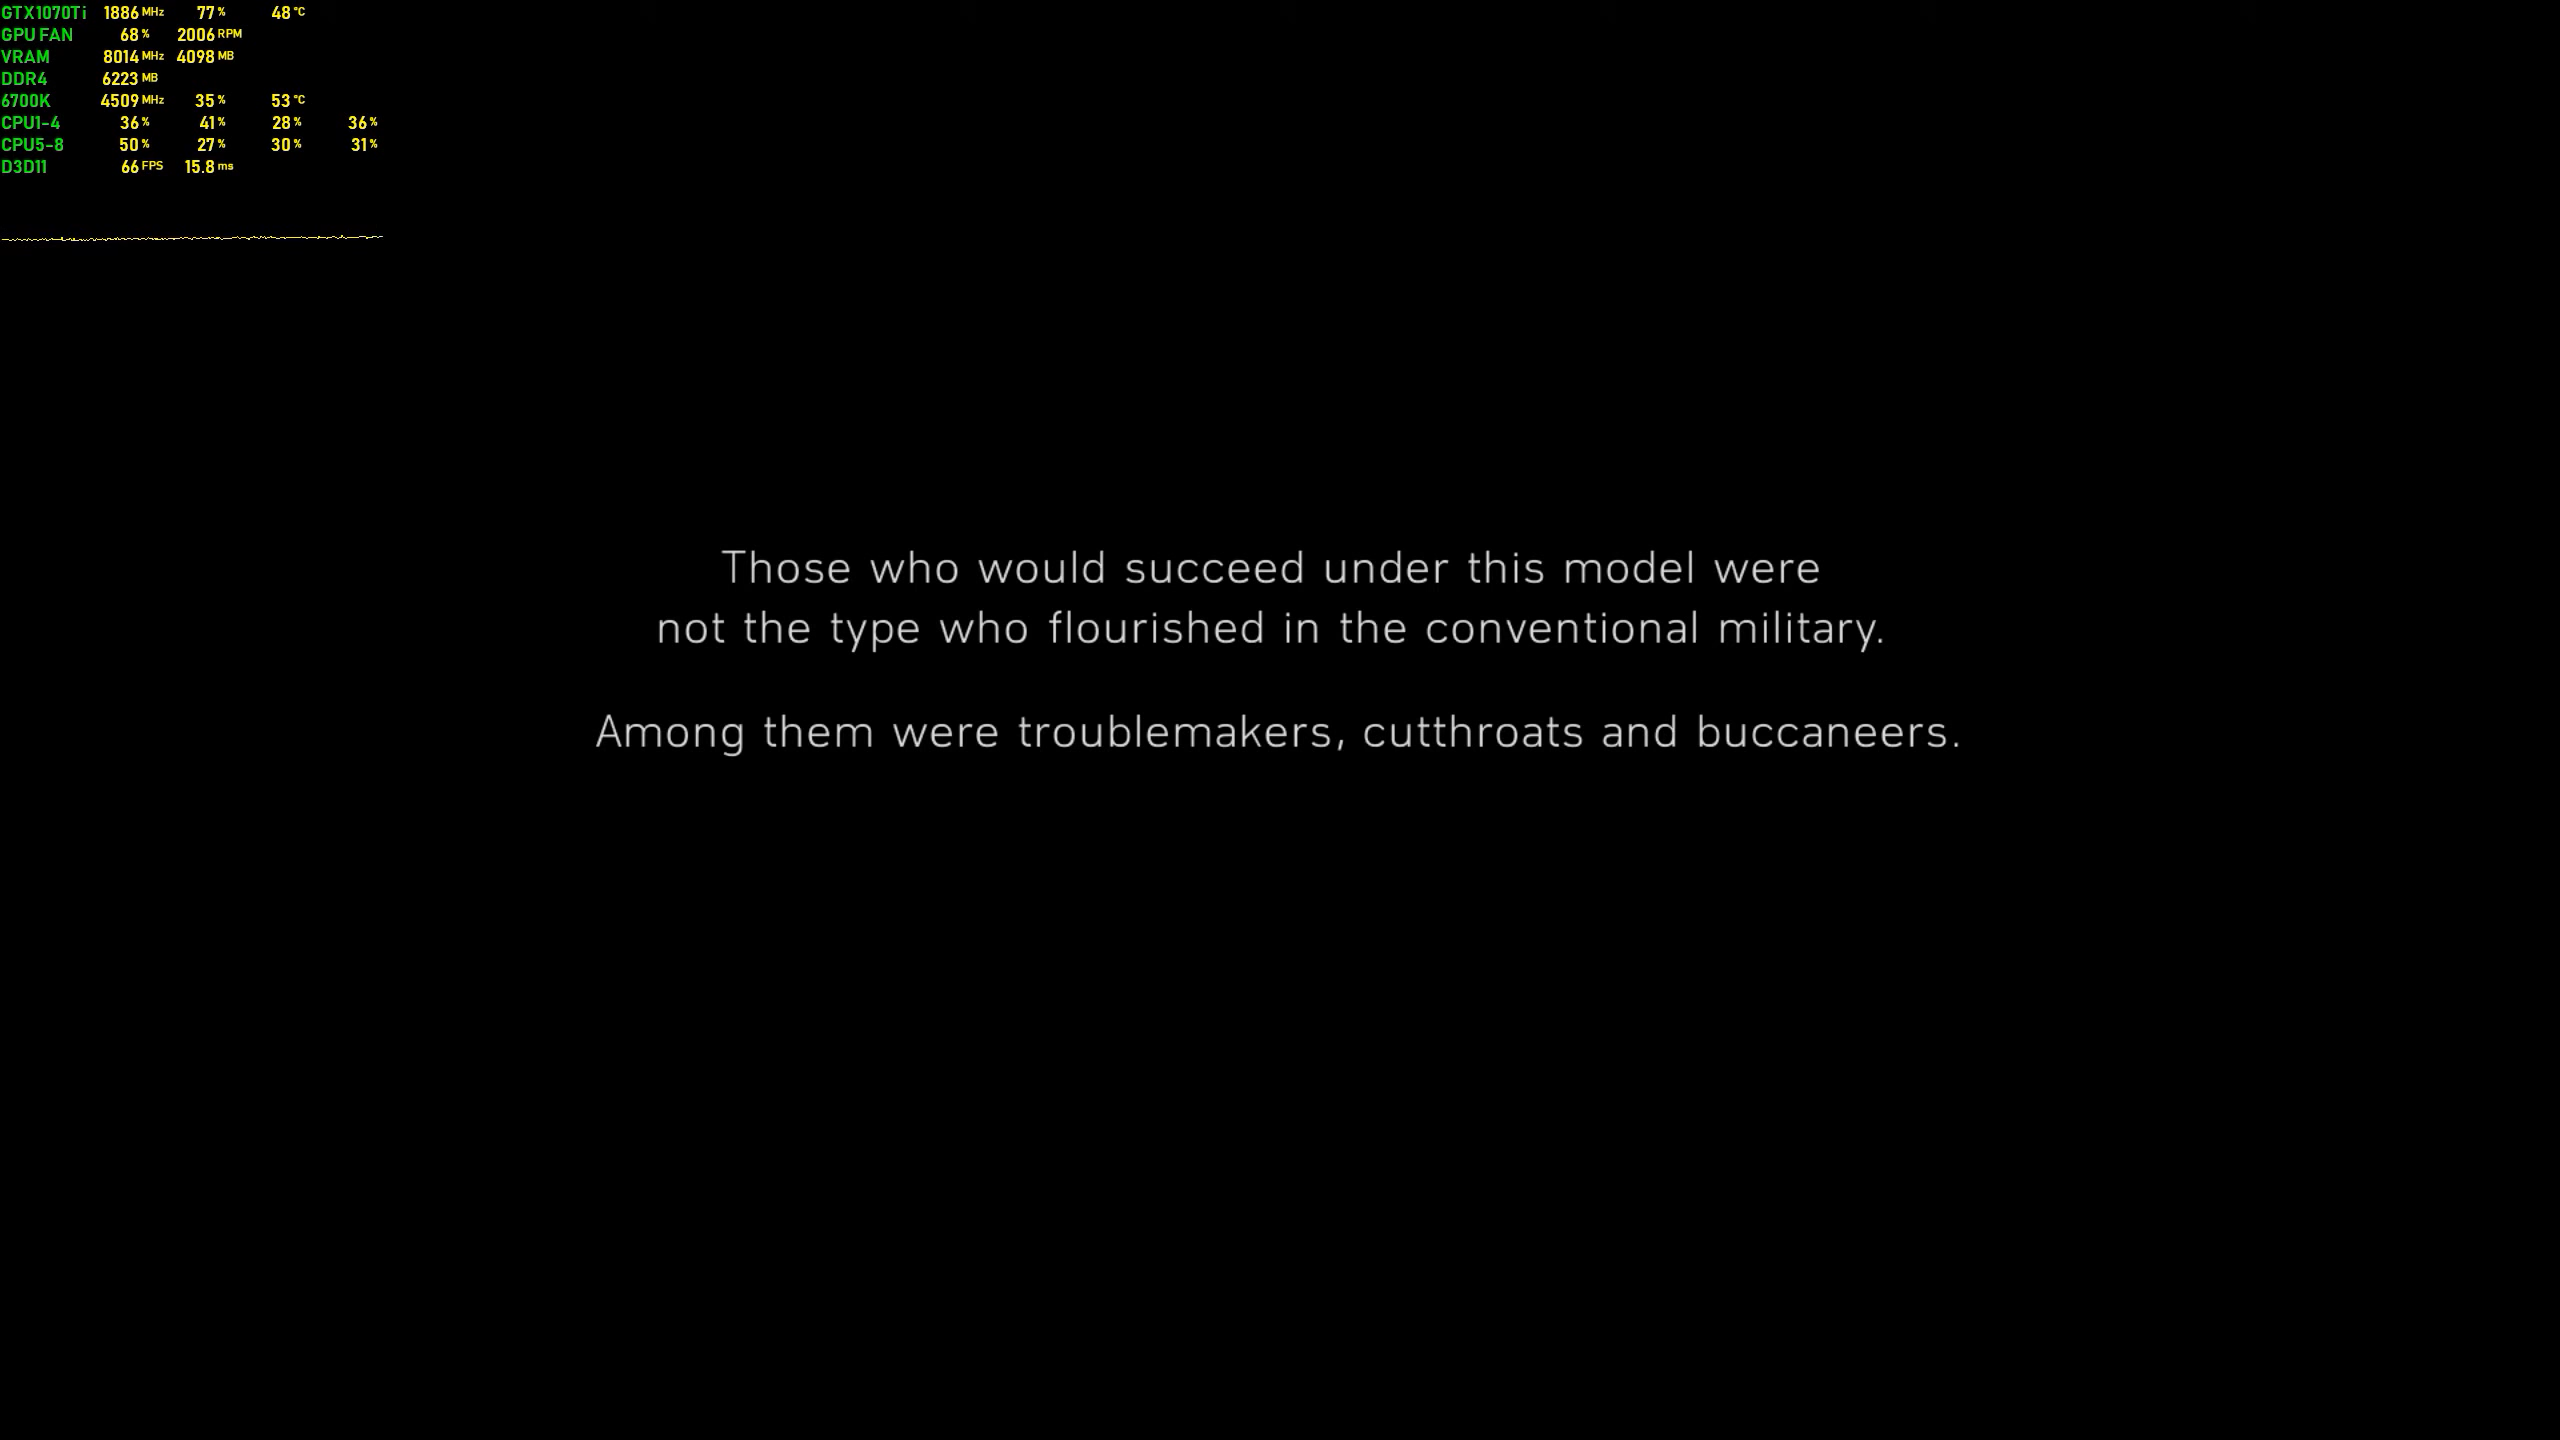 GTX1070Ti 1886 MHz 77 % 48 °C
GPU FAN 68 % 2006 RPM
VRAM 8014 MHz 4098 MB
DDR4 6223 MB
6700K 4509 MHz 35 % 53 °C
CPU1-4 36 % 41 % 28 % 36 %
CPU5-8 50 % 27 % 30 % 31 %
D3D11 66 FPS 15.8 ms
Those who would succeed under this model were
not the type who flourished in the conventional military.
Among them were troublemakers, cutthroats and buccaneers.